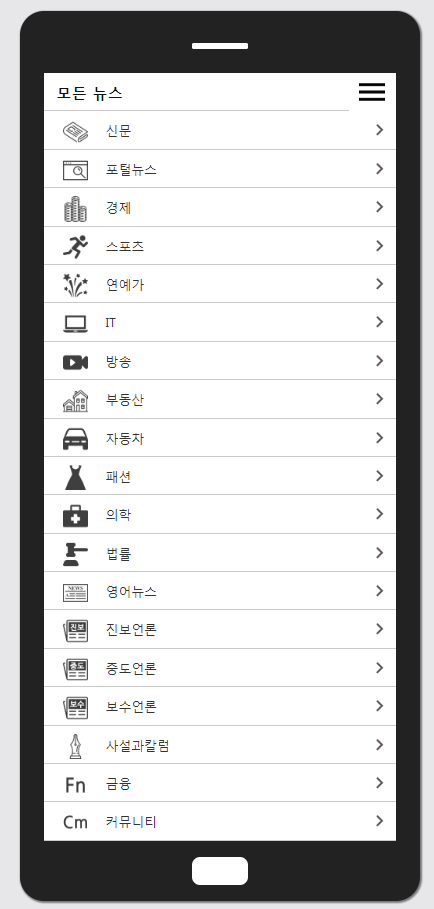 모든 뉴스
신문
포털뉴스
경제
스포츠
연예가
IT
방송
부동산
자동차
패션
의학
법률
NEWS 영어뉴스
진보 진보언론
중도 중도언론
보수 보수언론
사설과칼럼
Fn 금융
Cm 커뮤니티